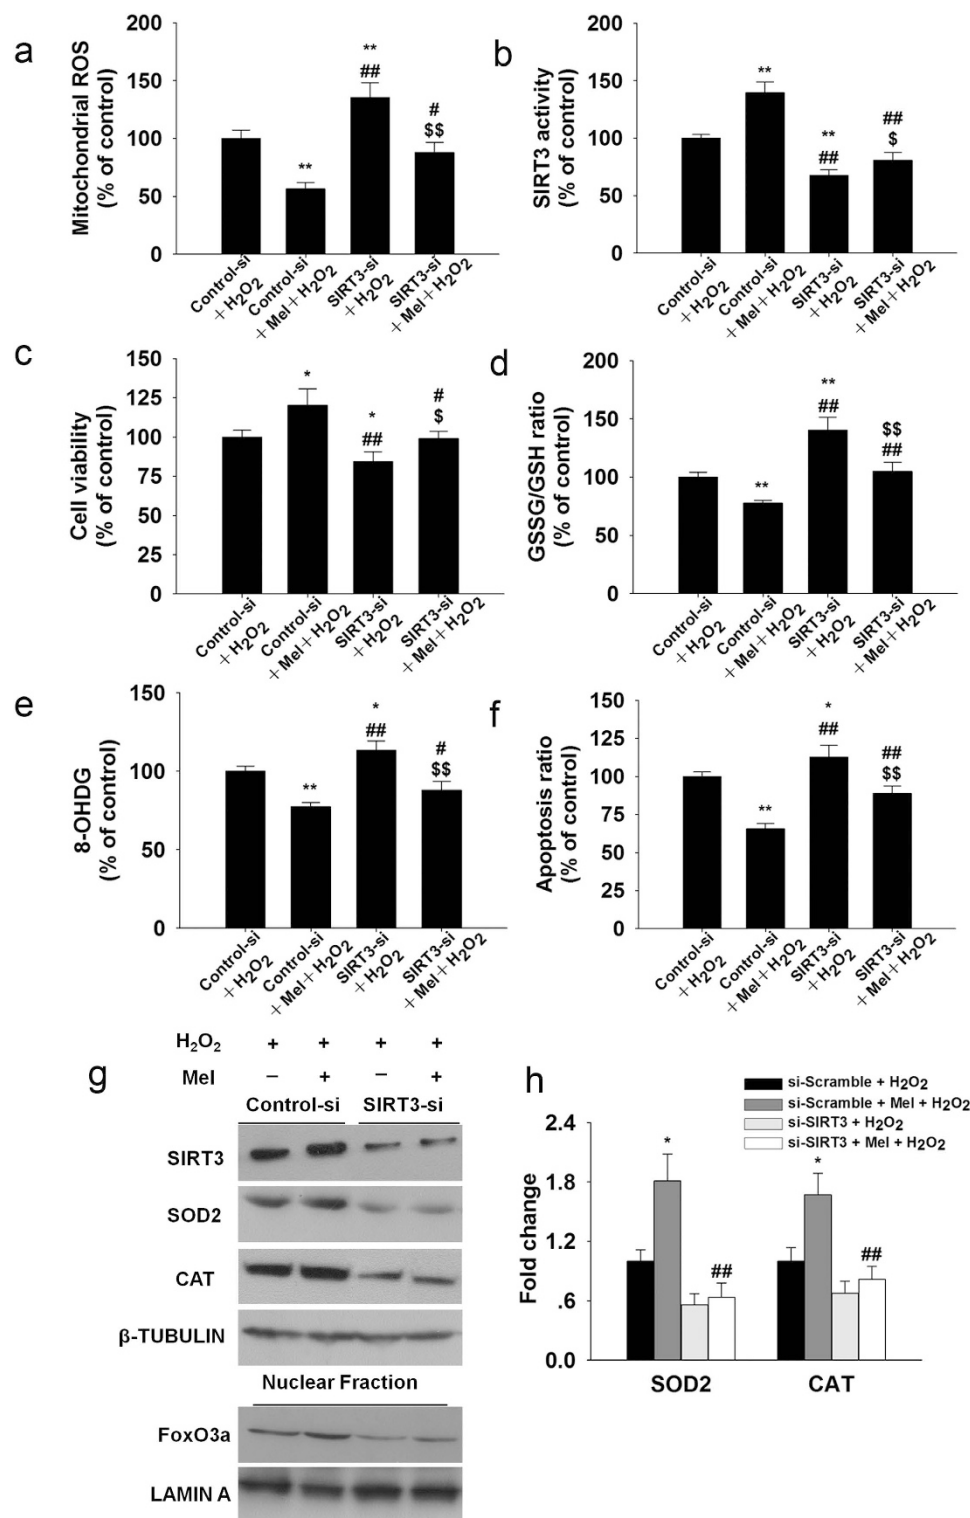 a
Mitochondrial ROS
(% of control)
200
150
100
50
0
**
**
##
#
$$
Control-si
+H2O2
Control-si
+Mel+H2O2
SIRT3-si
+H2O2
SIRT3-si
+Mel+H2O2
b
SIRT3 activity
(% of control)
200
150
100
50
0
**
**
##
##
$
Control-si
+H2O2
Control-si
+Mel+H2O2
SIRT3-si
+H2O2
SIRT3-si
+Mel+H2O2
c
Cell viability
(% of control)
150
125
100
75
50
25
0
*
*
##
#
$
Control-si
+H2O2
Control-si
+Mel+H2O2
SIRT3-si
+H2O2
SIRT3-si
+Mel+H2O2
d
GSSG/GSH ratio
(% of control)
200
150
100
50
0
**
**
##
$$
##
Control-si
+H2O2
Control-si
+Mel+H2O2
SIRT3-si
+H2O2
SIRT3-si
+Mel+H2O2
e
8-OHDG
(% of control)
150
100
50
0
**
*
##
#
$$
Control-si
+H2O2
Control-si
+Mel+H2O2
SIRT3-si
+H2O2
SIRT3-si
+Mel+H2O2
f
Apoptosis ratio
(% of control)
150
125
100
75
50
25
0
**
*
##
##
$$
Control-si
+H2O2
Control-si
+Mel+H2O2
SIRT3-si
+H2O2
SIRT3-si
+Mel+H2O2
g
H₂O₂ + + + +
Mel − + − +
Control-si SIRT3-si
SIRT3
SOD2
CAT
β-TUBULIN
Nuclear Fraction
FoxO3a
LAMIN A
h
si-Scramble + H2O2
si-Scramble + Mel + H2O2
si-SIRT3 + H2O2
si-SIRT3 + Mel + H2O2
Fold change
2.4
1.8
1.2
.6
0.0
*
##
*
##
SOD2
CAT